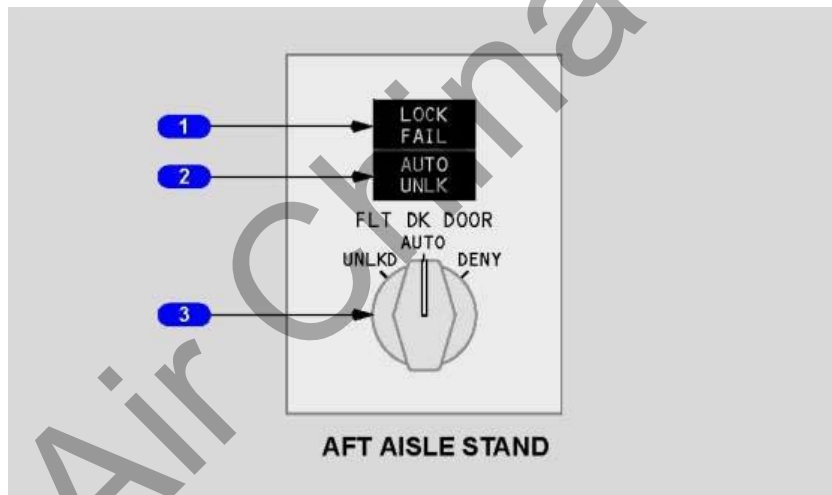 Air China
1
LOCK
FAIL
2
AUTO
UNLK
FLT DK DOOR
AUTO
UNLKD
DENY
3
AFT AISLE STAND